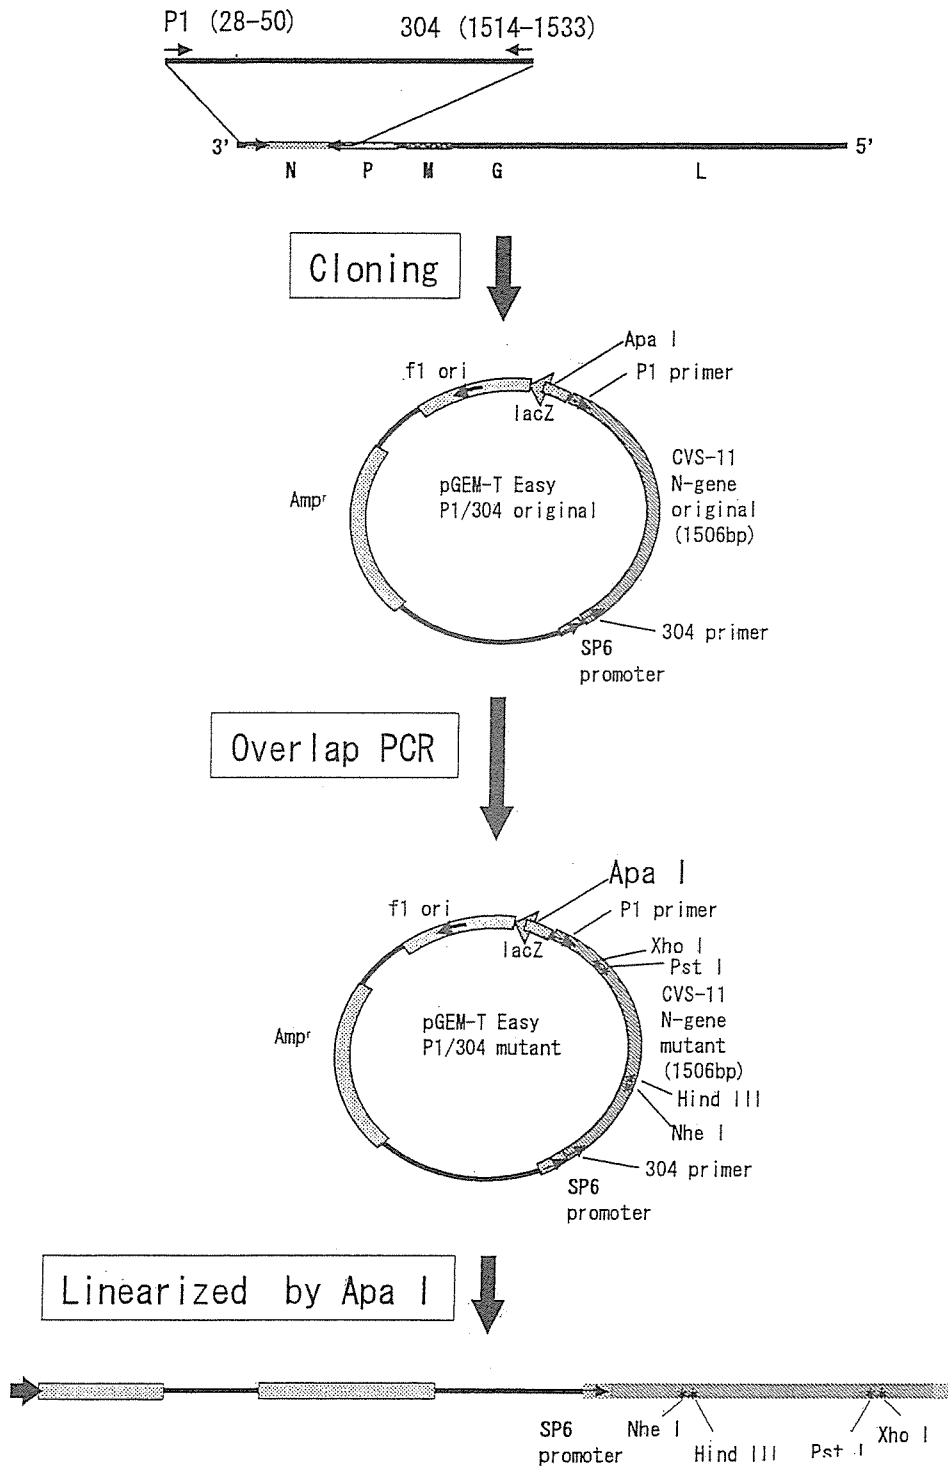 P1 (28-50)
304 (1514-1533)
3' 5'
N P M G L
Cloning
Apa I
f1 ori
P1 primer
lacZ
CVS-11
N-gene
original
(1506bp)
Ampʳ
pGEM-T Easy
P1/304 original
304 primer
SP6
promoter
Overlap PCR
Apa I
f1 ori
P1 primer
lacZ
Xho I
Pst I
CVS-11
N-gene
mutant
(1506bp)
Ampʳ
pGEM-T Easy
P1/304 mutant
Hind III
Nhe I
304 primer
SP6
promoter
Linearized by Apa I
SP6
promoter
Nhe I
Hind III
Pst I
Xho I